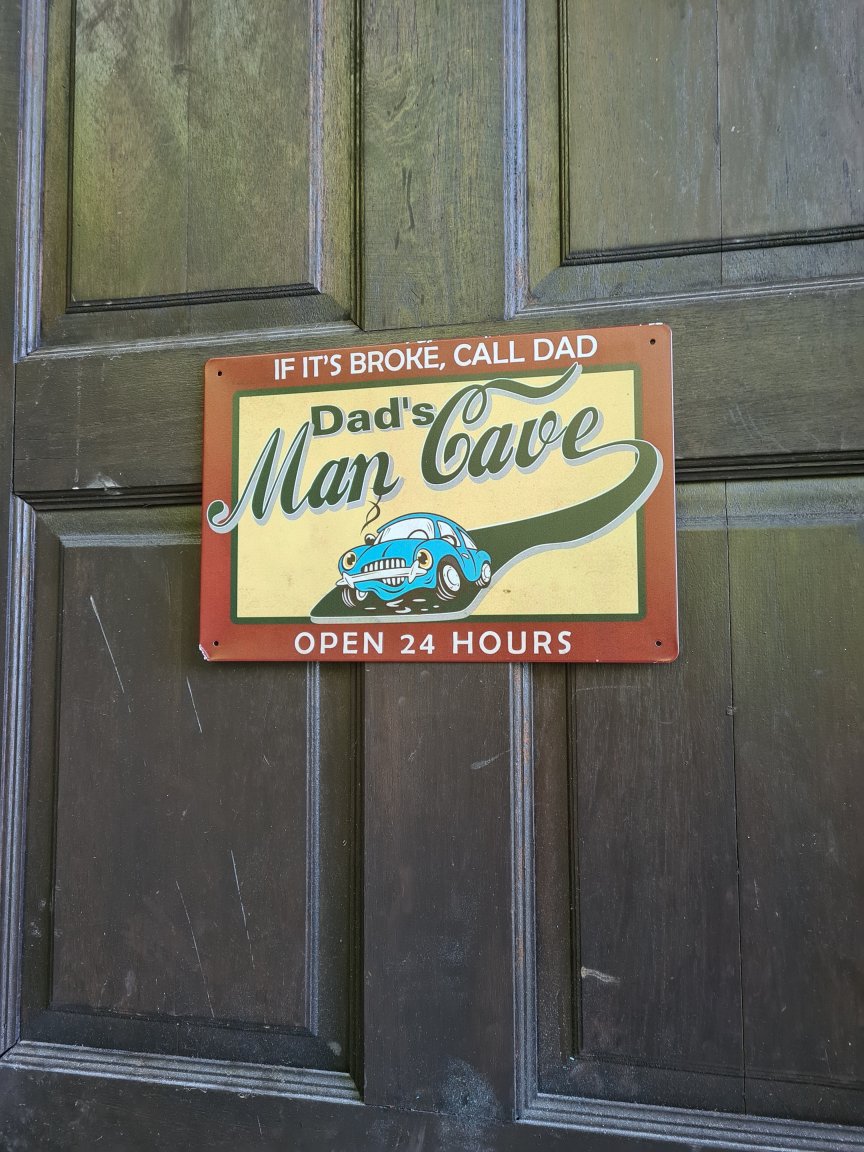 IF IT'S BROKE, CALL DAD
Dad's
Man Cave
OPEN 24 HOURS